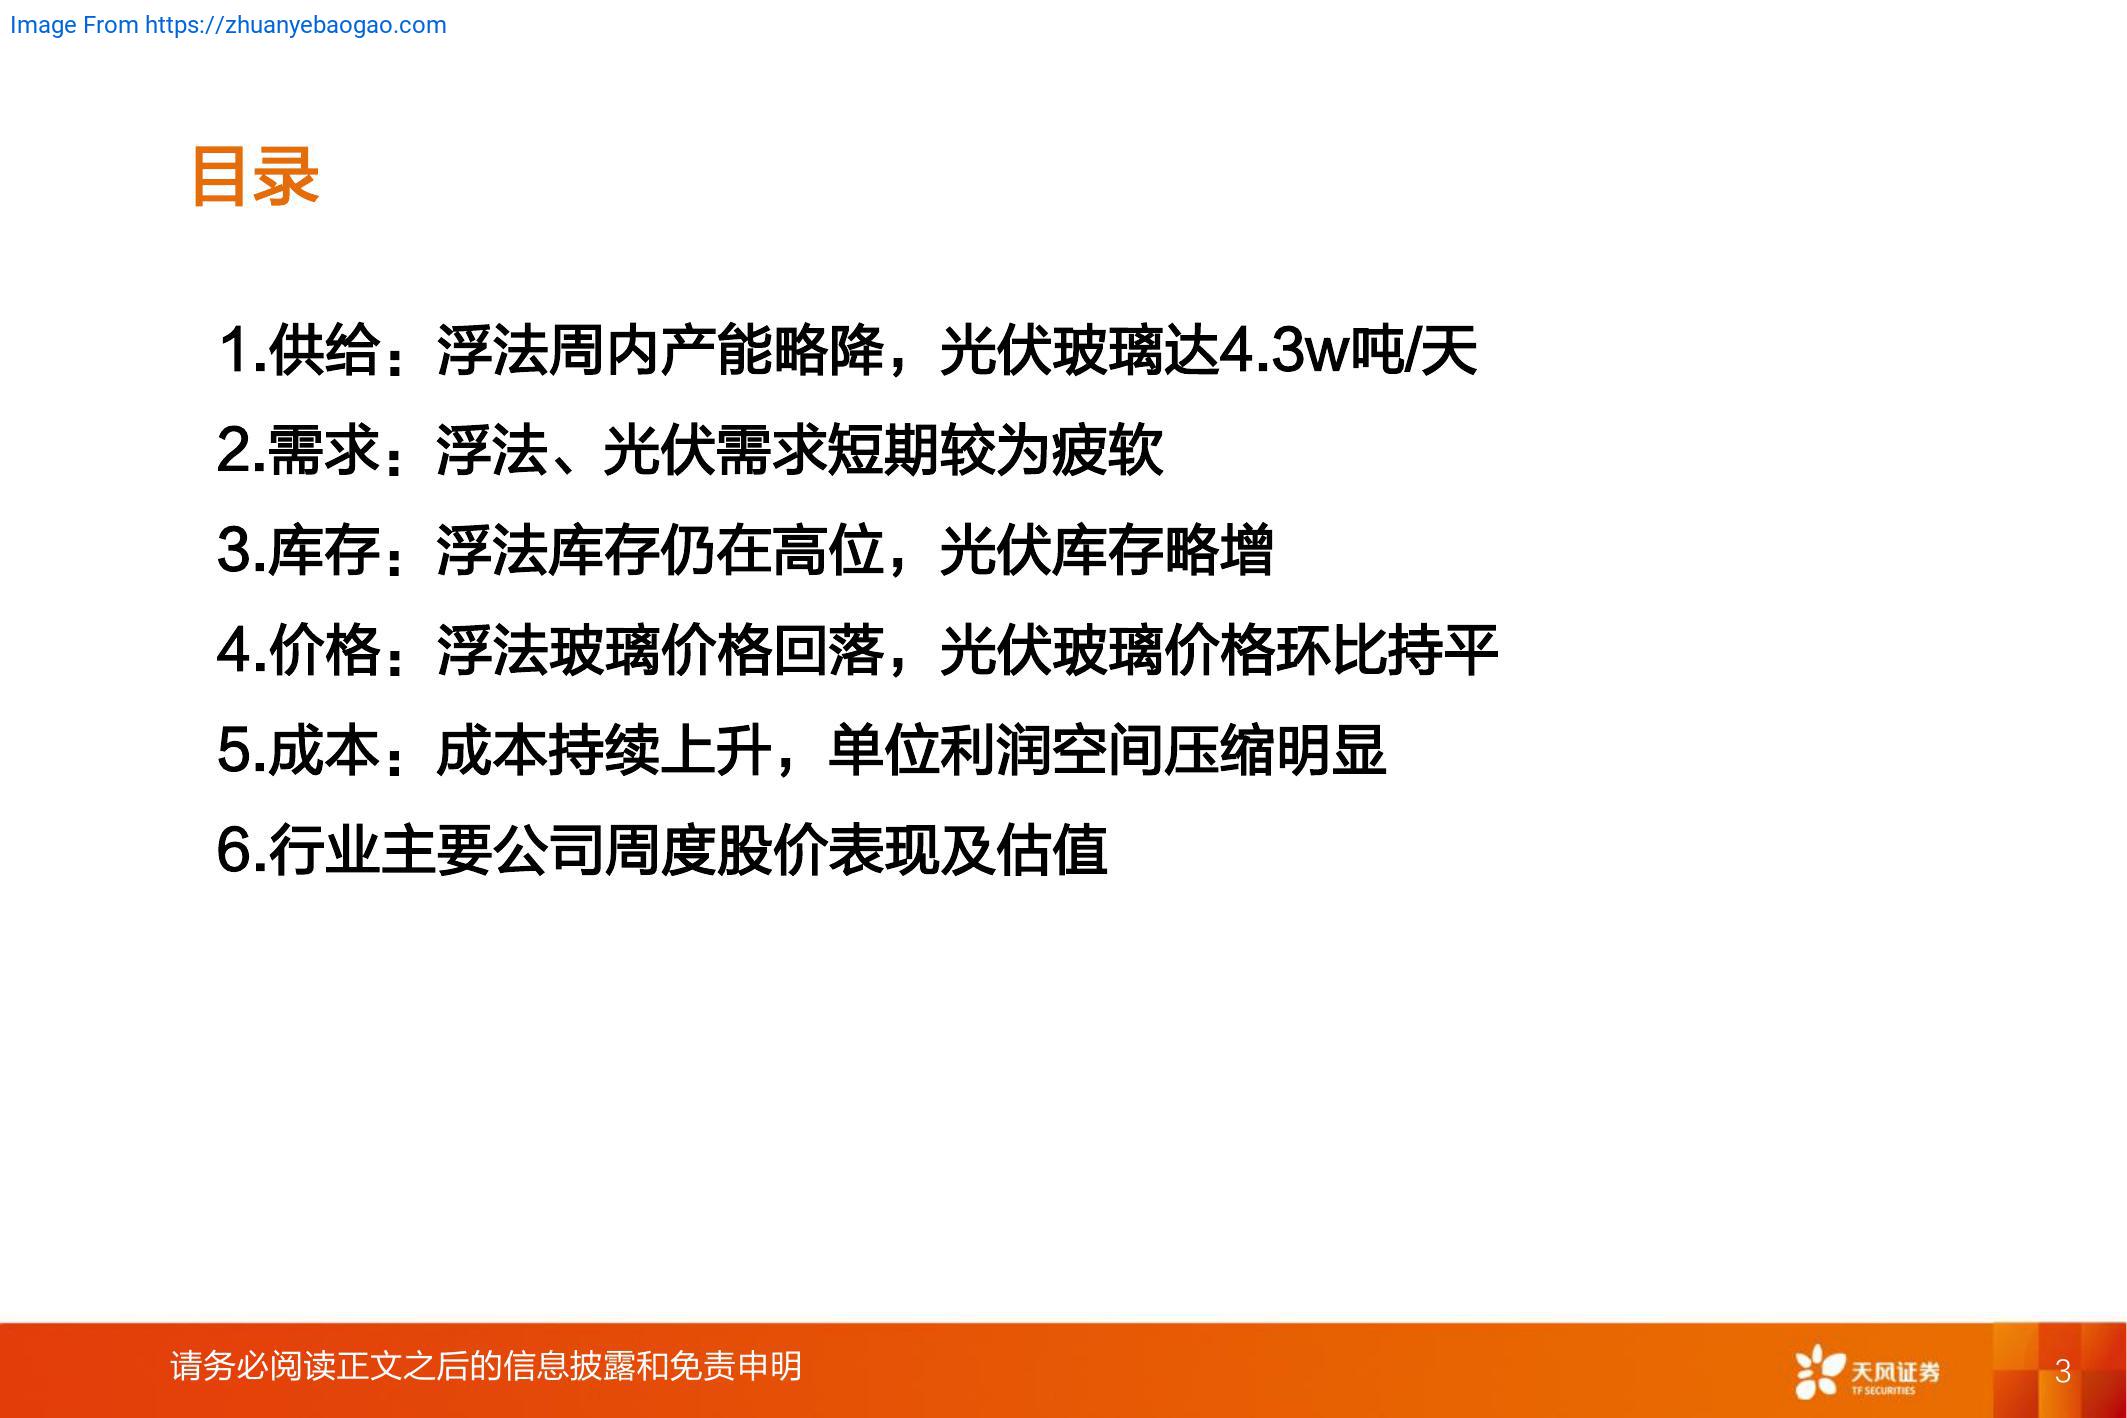 Image From https://zhuanyebaogao.com
目录
1.供给：浮法周内产能略降，光伏玻璃达4.3w吨/天
2.需求：浮法、光伏需求短期较为疲软
3.库存：浮法库存仍在高位，光伏库存略增
4.价格：浮法玻璃价格回落，光伏玻璃价格环比持平
5.成本：成本持续上升，单位利润空间压缩明显
6.行业主要公司周度股价表现及估值
请务必阅读正文之后的信息披露和免责申明
天风证券
TF SECURITIES
3